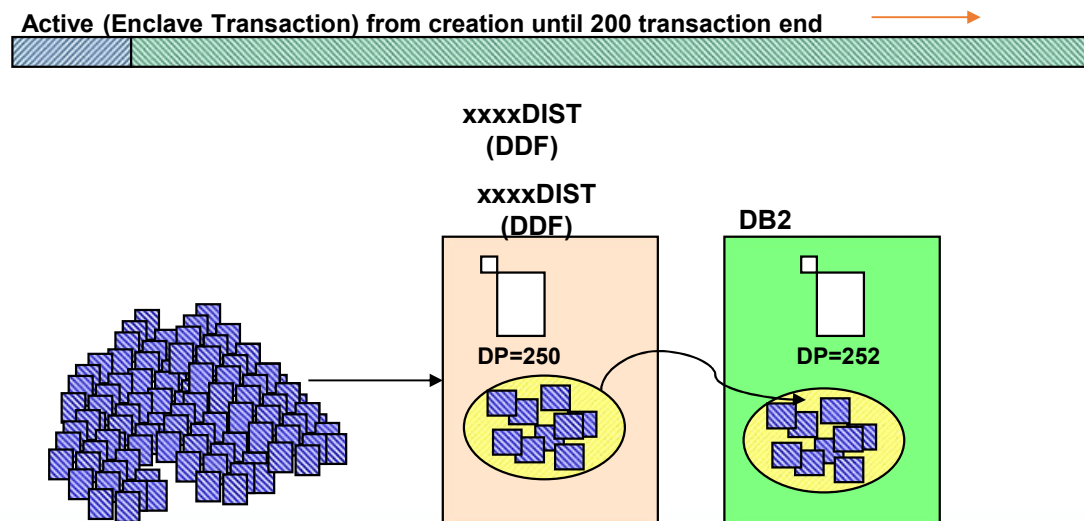 Active (Enclave Transaction) from creation until 200 transaction end
xxxxDIST
(DDF)
xxxxDIST
(DDF)
DB2
DP=250
DP=252